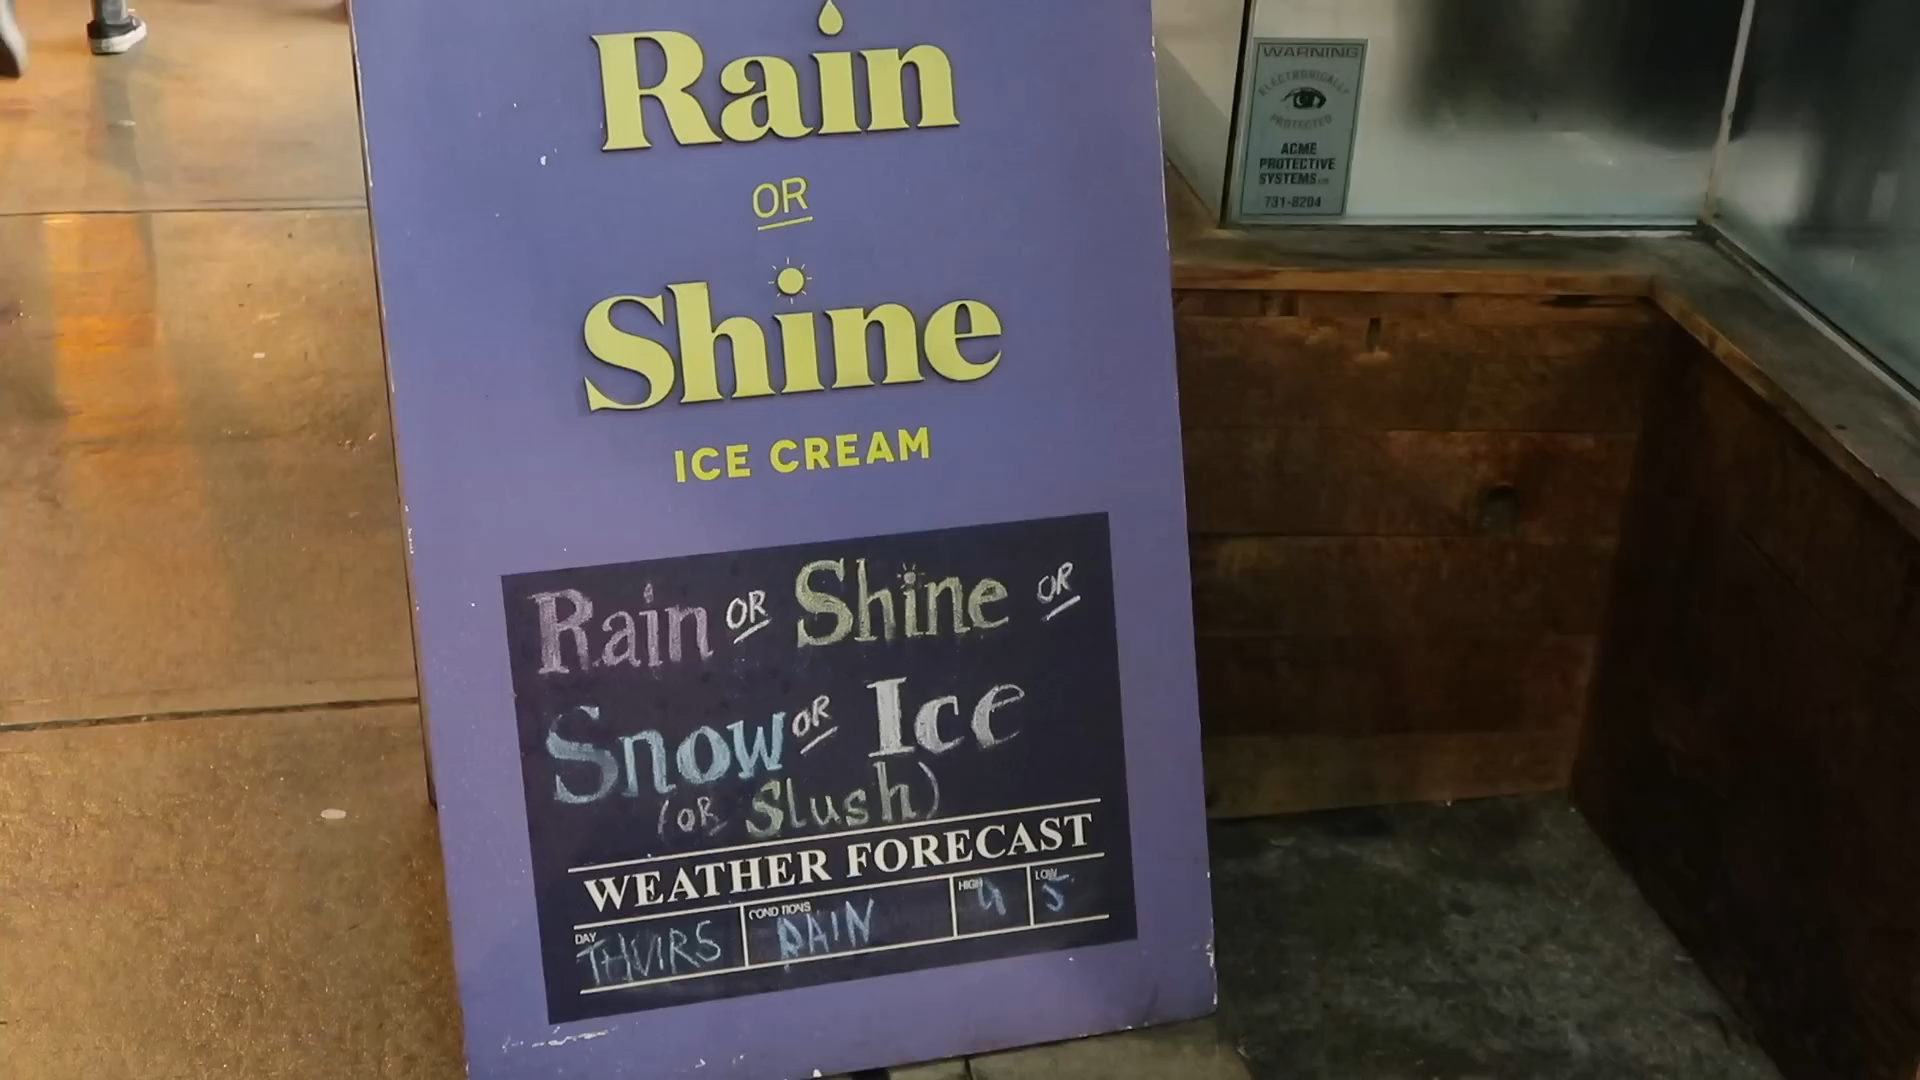 Rain
OR
Shine
ICE CREAM
Rain OR Shine OR
Snow OR Ice
(OR Slush)
WEATHER FORECAST
DAY THURS CONDITIONS RAIN HIGH LOW 5
WARNING
ELECTRONICALLY
PROTECTED
ACME
PROTECTIVE
SYSTEMS
731-8204